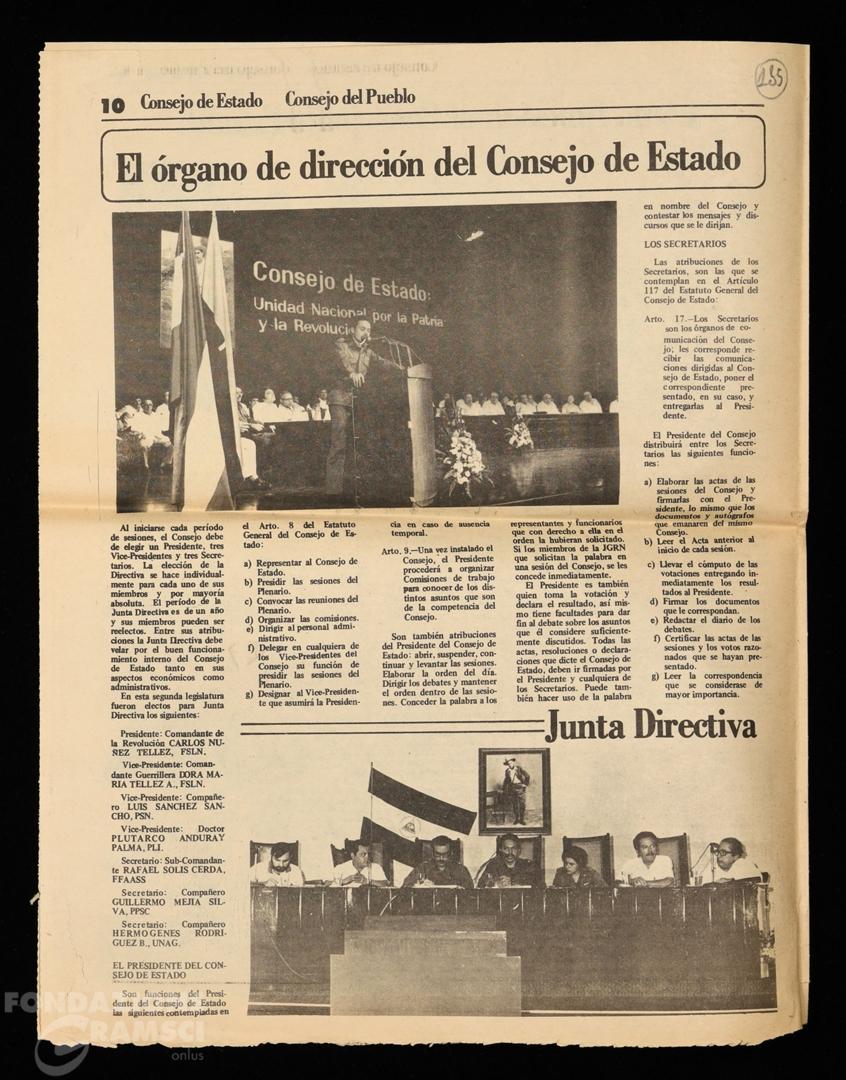 155
10 Consejo de Estado Consejo del Pueblo
El órgano de dirección del Consejo de Estado
Consejo de Estado:
Unidad Nacional por la Patria
y la Revolución
Al iniciarse cada período
de sesiones, el Consejo debe
de elegir un Presidente, tres
Vice-Presidentes y tres Secre-
tarios. La elección de la
Directiva se hace individual-
mente para cada uno de sus
miembros y por mayoría
absoluta. El período de la
Junta Directiva es de un año
y sus miembros pueden ser
reelectos. Entre sus atribu-
ciones la Junta Directiva debe
velar por el buen funciona-
miento interno del Consejo
de Estado tanto en sus
aspectos económicos como
administrativos.
En esta segunda legislatura
fueron electos para Junta
Directiva los siguientes:
Presidente: Comandante de
la Revolución CARLOS NU-
ÑEZ TELLEZ, FSLN.
Vice-Presidente: Coman-
dante Guerrillera DORA MA-
RIA TELLEZ A., FSLN.
Vice-Presidente: Compañe-
ro LUIS SANCHEZ SAN-
CHO, PSN.
Vice-Presidente: Doctor
PLUTARCO ANDURAY
PALMA, PLI.
Secretario: Sub-Comandan-
te RAFAEL SOLIS CERDA,
FFAASS
Secretario: Compañero
GUILLERMO MEJIA SIL-
VA, PPSC
Secretario: Compañero
HERMOGENES RODRI-
GUEZ B., UNAG.
EL PRESIDENTE DEL CON-
SEJO DE ESTADO
Son funciones del Presi-
dente del Consejo de Estado
las siguientes contempladas en
el Arto. 8 del Estatuto
General del Consejo de Es-
tado:
a) Representar al Consejo de
Estado.
b) Presidir las sesiones del
Plenario.
c) Convocar las reuniones del
Plenario.
d) Organizar las comisiones.
e) Dirigir al personal admi-
nistrativo.
f) Delegar en cualquiera de
los Vice-Presidentes del
Consejo su función de
presidir las sesiones del
Plenario.
g) Designar al Vice-Presiden-
te que asumirá la Presiden-
cia en caso de ausencia
temporal.
Arto. 9.—Una vez instalado el
Consejo, el Presidente
procederá a organizar
Comisiones de trabajo
para conocer de los dis-
tintos asuntos que son
de la competencia del
Consejo.
Son también atribuciones
del Presidente del Consejo de
Estado: abrir, suspender, con-
tinuar y levantar las sesiones.
Elaborar la orden del día.
Dirigir los debates y mantener
el orden dentro de las sesio-
nes. Conceder la palabra a los
representantes y funcionarios
que con derecho a ella en el
orden la hubieran solicitado.
Si los miembros de la JGRN
que solicitan la palabra en
una sesión del Consejo, se les
concede inmediatamente.
El Presidente es también
quien toma la votación y
declara el resultado, así mis-
mo tiene facultades para dar
fin al debate sobre los asuntos
que él considere suficiente-
mente discutidos. Todas las
actas, resoluciones o declara-
ciones que dicte el Consejo de
Estado, deben ir firmadas por
el Presidente y cualquiera de
los Secretarios. Puede tam-
bién hacer uso de la palabra
en nombre del Consejo y
contestar los mensajes y dis-
cursos que se le dirijan.
LOS SECRETARIOS
Las atribuciones de los
Secretarios, son las que se
contemplan en el Artículo
117 del Estatuto General del
Consejo de Estado:
Arto. 17.—Los Secretarios
son los órganos de co-
municación del Conse-
jo; les corresponde re-
cibir las comunica-
ciones dirigidas al Con-
sejo de Estado, poner el
correspondiente pre-
sentado, en su caso, y
entregarlas al Presi-
dente.
El Presidente del Consejo
distribuirá entre los Secre-
tarios las siguientes funcio-
nes:
a) Elaborar las actas de las
sesiones del Consejo y
firmarlas con el Pre-
sidente, lo mismo que los
documentos y autógrafos
que emanaren del mismo
Consejo.
b) Leer el Acta anterior al
inicio de cada sesión.
c) Llevar el cómputo de las
votaciones entregando in-
mediatamente los resul-
tados al Presidente.
d) Firmar los documentos
que le correspondan.
e) Redactar el diario de los
debates.
f) Certificar las actas de las
sesiones y los votos razo-
nados que se hayan pre-
sentado.
g) Leer la correspondencia
que se considerase de
mayor importancia.
Junta Directiva
FONDA
GRAMSCI
onlus